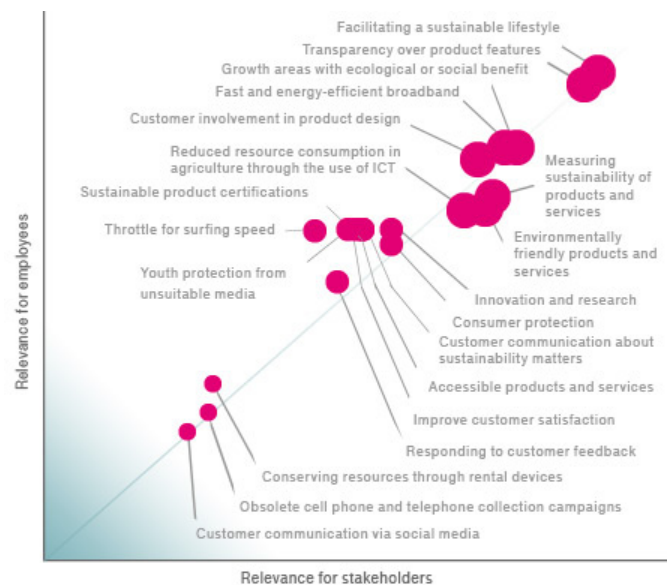 Facilitating a sustainable lifestyle
Transparency over product features
Growth areas with ecological or social benefit
Fast and energy-efficient broadband
Customer involvement in product design
Reduced resource consumption in
agriculture through the use of ICT
Measuring
sustainability of
products and
services
Sustainable product certifications
Throttle for surfing speed
Environmentally
friendly products and
services
Youth protection from
unsuitable media
Innovation and research
Consumer protection
Customer communication about
sustainability matters
Accessible products and services
Improve customer satisfaction
Responding to customer feedback
Conserving resources through rental devices
Obsolete cell phone and telephone collection campaigns
Customer communication via social media
Relevance for employees
Relevance for stakeholders